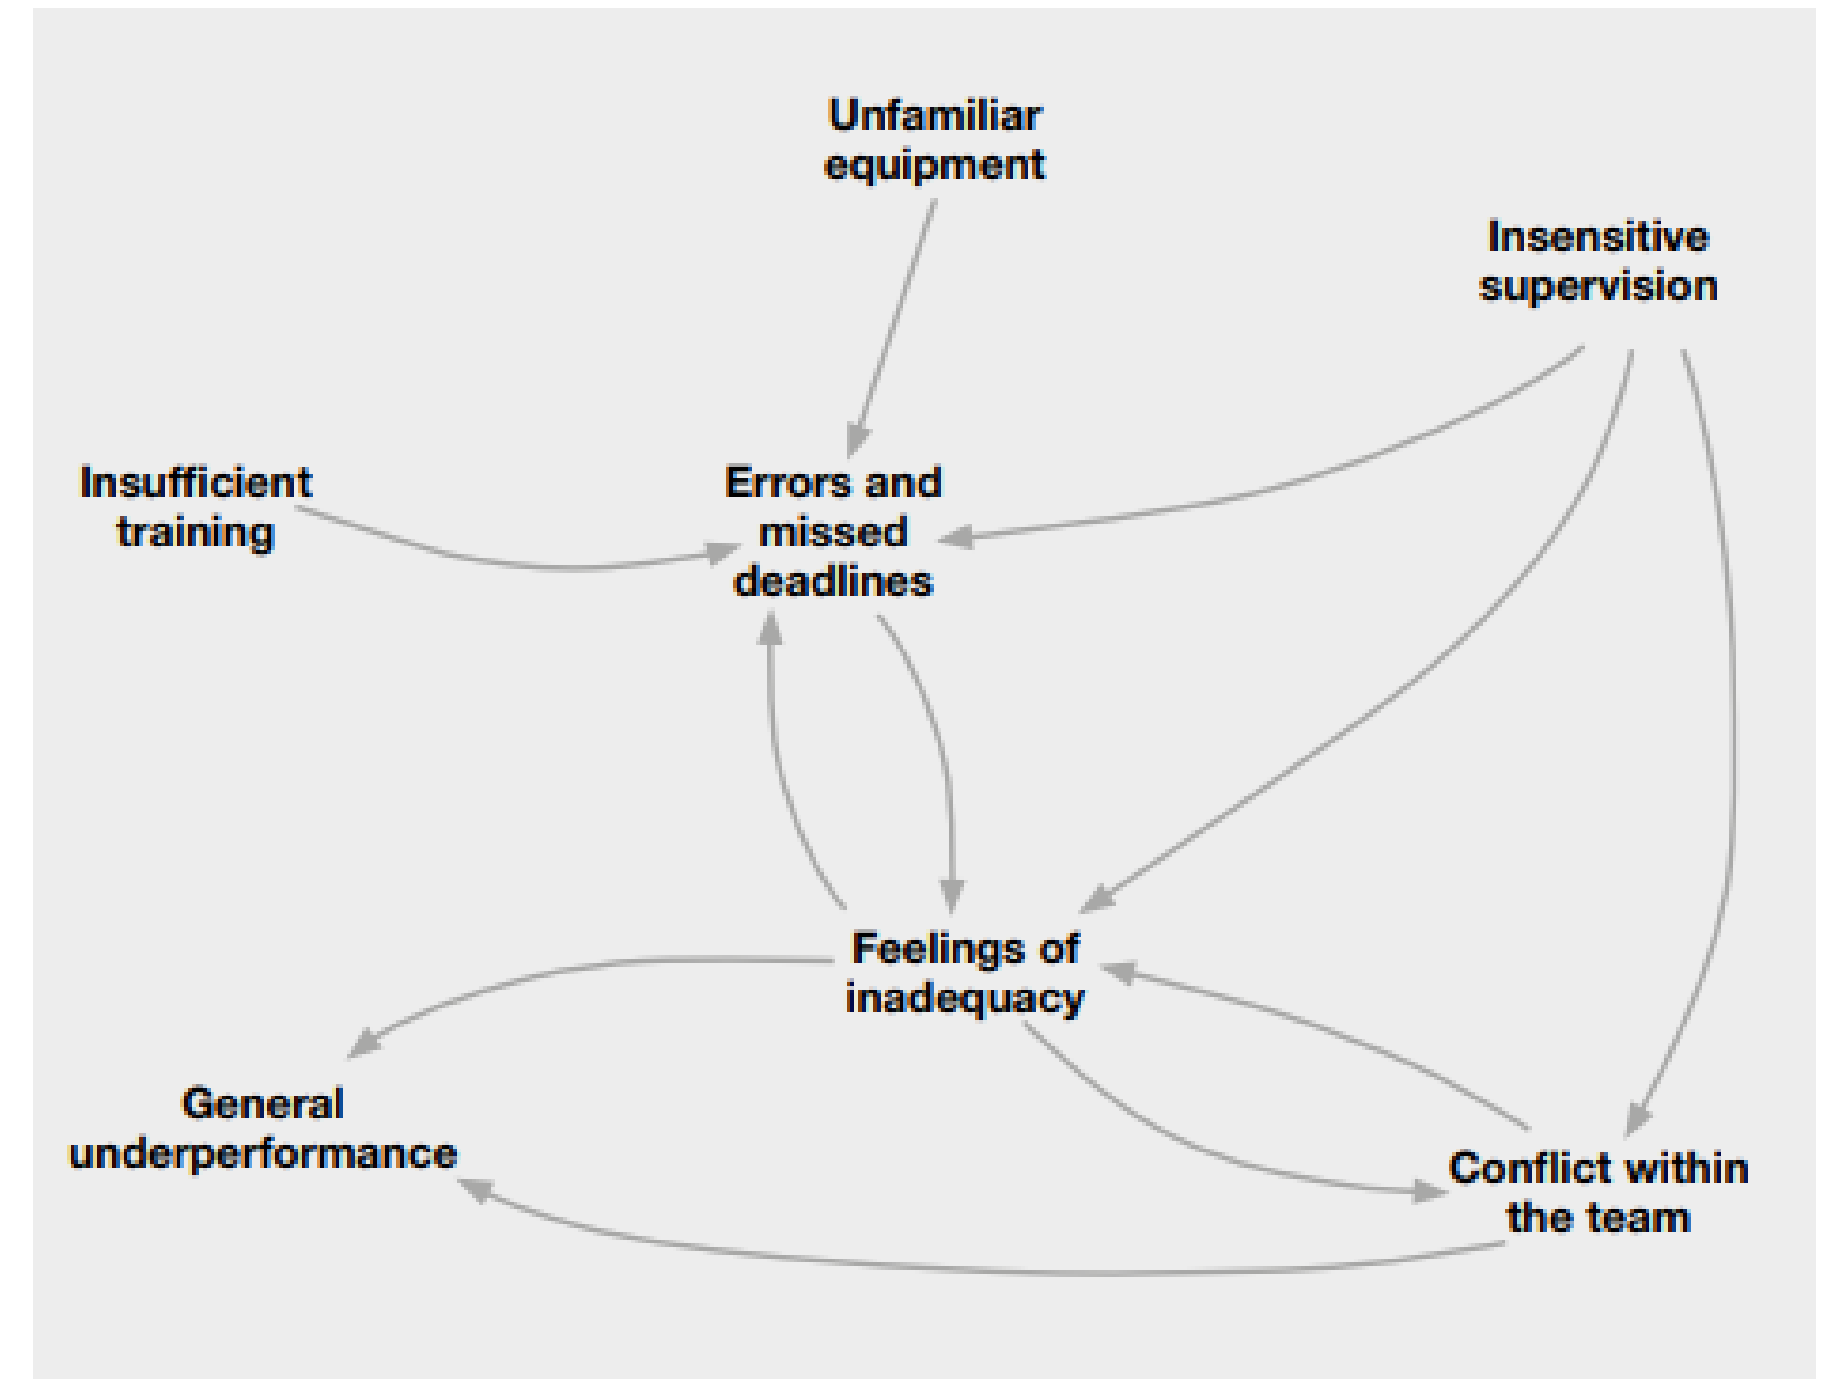 Unfamiliar
equipment
Insensitive
supervision
Insufficient
training
Errors and
missed
deadlines
Feelings of
inadequacy
General
underperformance
Conflict within
the team